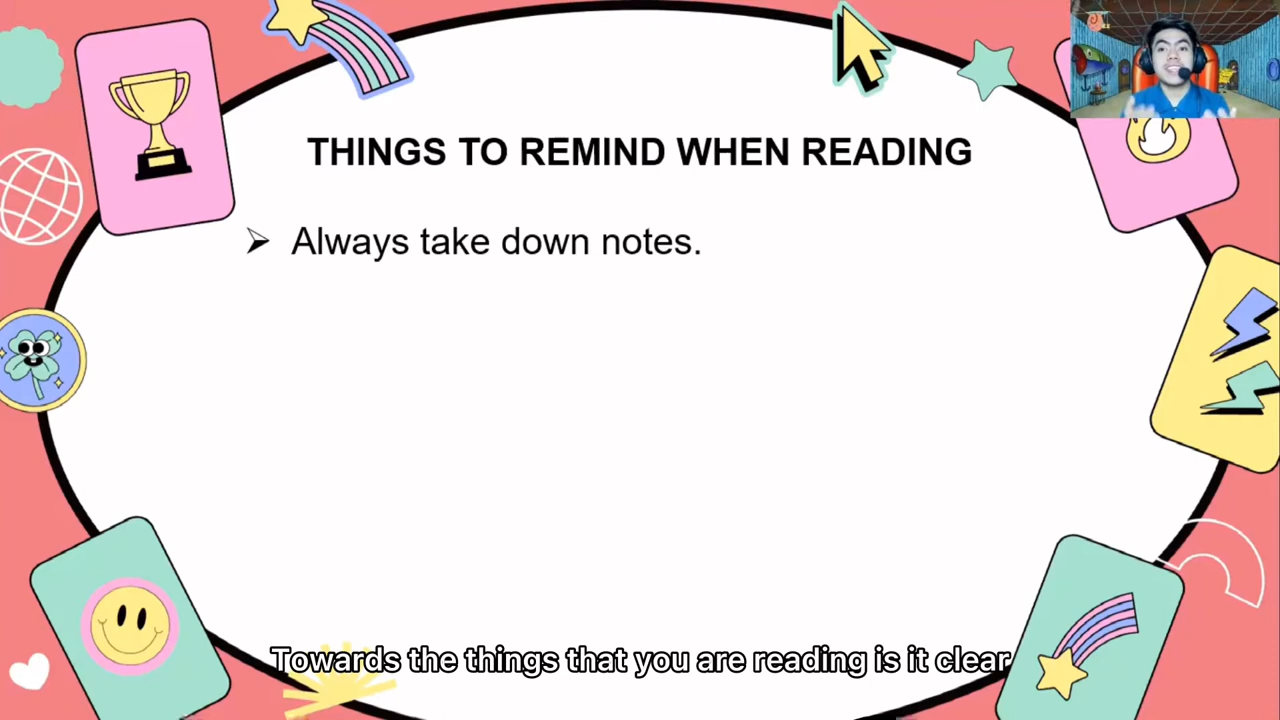 THINGS TO REMIND WHEN READING
Always take down notes.
Towards the things that you are reading is it clear